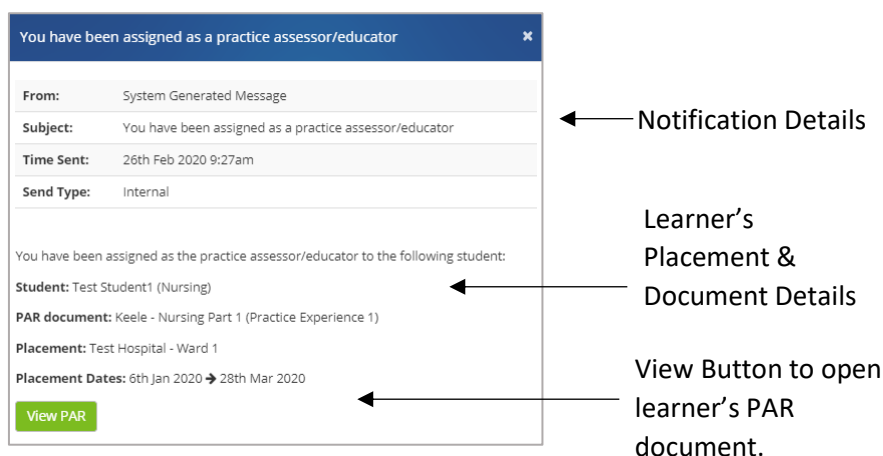 You have been assigned as a practice assessor/educator ×
From: System Generated Message
Subject: You have been assigned as a practice assessor/educator
Time Sent: 26th Feb 2020 9:27am
Send Type: Internal
You have been assigned as the practice assessor/educator to the following student:
Student: Test Student1 (Nursing)
PAR document: Keele - Nursing Part 1 (Practice Experience 1)
Placement: Test Hospital - Ward 1
Placement Dates: 6th Jan 2020 → 28th Mar 2020
View PAR
Notification Details
Learner’s
Placement &
Document Details
View Button to open
learner’s PAR
document.